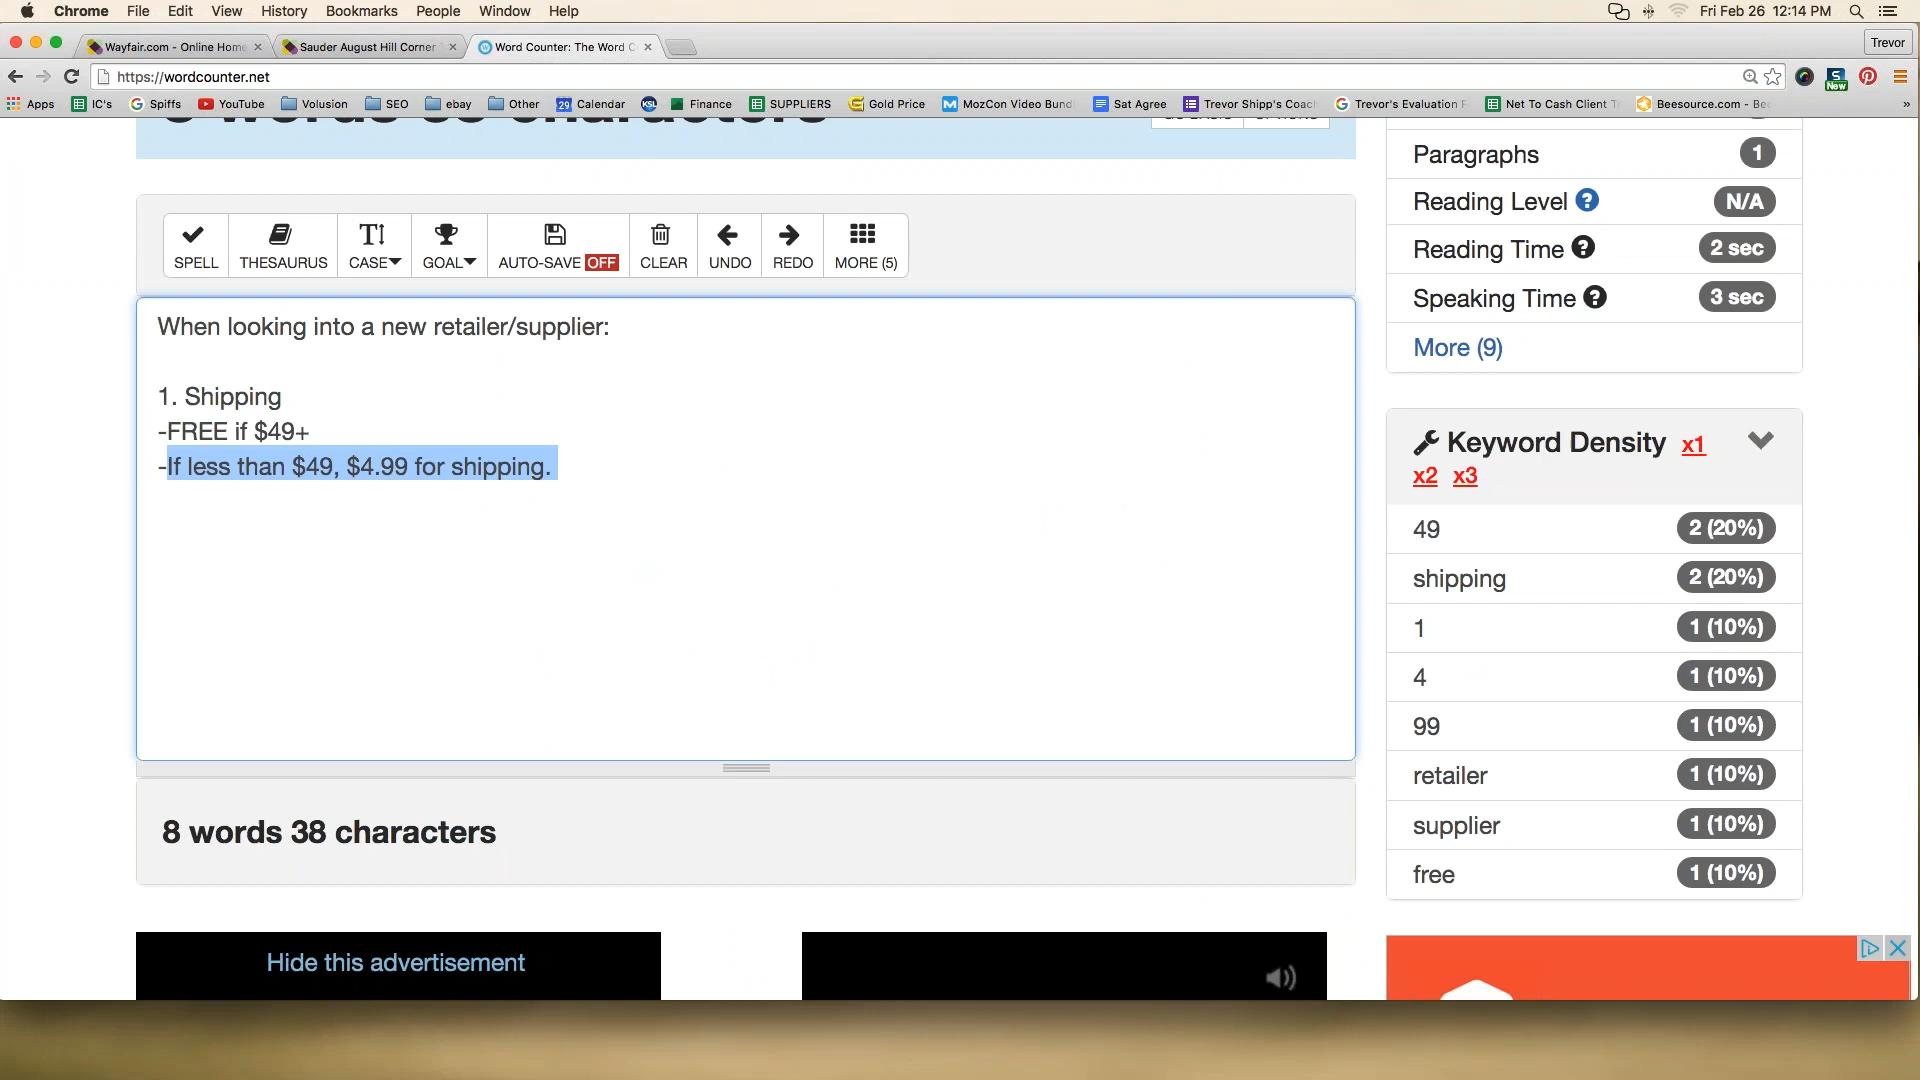 Chrome File Edit View History Bookmarks People Window Help
Fri Feb 26 12:14 PM
Wayfair.com - Online Home
Sauder August Hill Corner
Word Counter: The Word C
Trevor
https://wordcounter.net
New
Apps IC's Spiffs YouTube Volusion SEO ebay Other 29 Calendar KSL Finance SUPPLIERS Gold Price MozCon Video Bund Sat Agree Trevor Shipp's Coac Trevor's Evaluation F Net To Cash Client T Beesource.com - Bee »
Paragraphs 1
Reading Level ? N/A
Reading Time ? 2 sec
Speaking Time ? 3 sec
More (9)
SPELL THESAURUS CASE GOAL AUTO-SAVE OFF CLEAR UNDO REDO MORE (5)
When looking into a new retailer/supplier:
1. Shipping
-FREE if $49+
-If less than $49, $4.99 for shipping.
8 words 38 characters
Keyword Density x1
x2 x3
49 2 (20%)
shipping 2 (20%)
1 1 (10%)
4 1 (10%)
99 1 (10%)
retailer 1 (10%)
supplier 1 (10%)
free 1 (10%)
Hide this advertisement